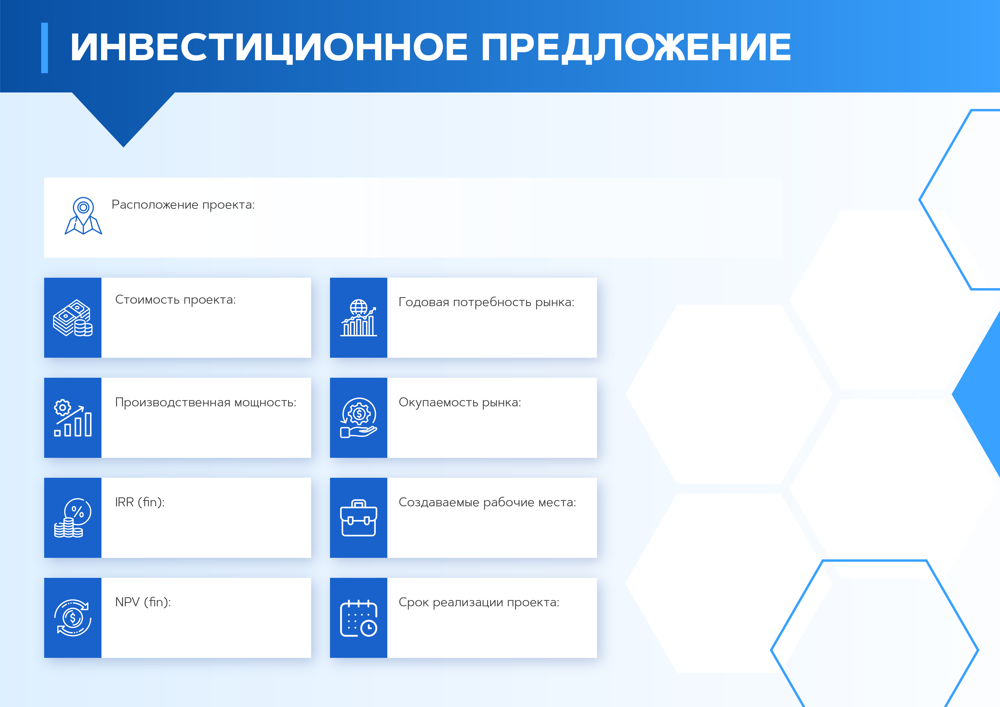 ИНВЕСТИЦИОННОЕ ПРЕДЛОЖЕНИЕ
Расположение проекта:
Стоимость проекта:
Годовая потребность рынка:
Производственная мощность:
Окупаемость рынка:
IRR (fin):
Создаваемые рабочие места:
NPV (fin):
Срок реализации проекта: